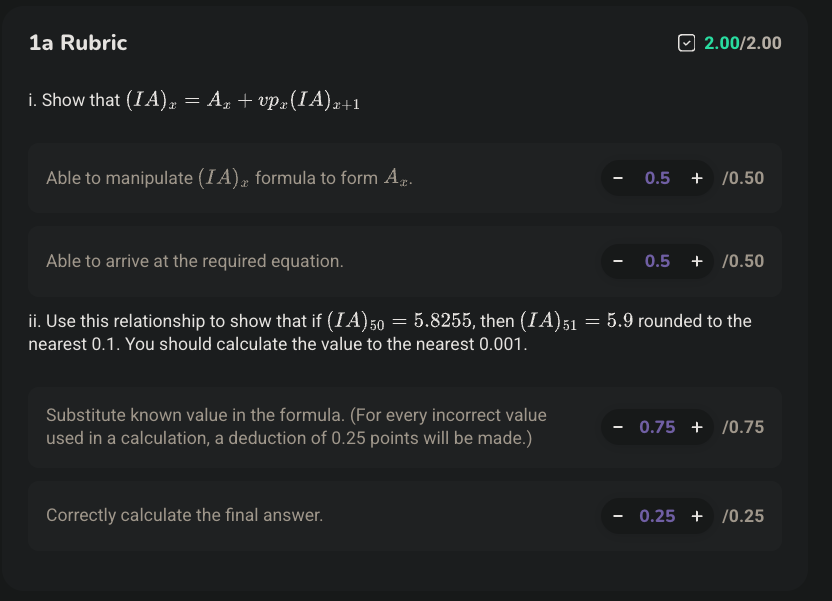 1a Rubric
2.00/2.00
i. Show that (IA)ₓ = Aₓ + vpₓ(IA)ₓ₊₁
Able to manipulate (IA)ₓ formula to form Aₓ.
− 0.5 + /0.50
Able to arrive at the required equation.
− 0.5 + /0.50
ii. Use this relationship to show that if (IA)₅₀ = 5.8255, then (IA)₅₁ = 5.9 rounded to the
nearest 0.1. You should calculate the value to the nearest 0.001.
Substitute known value in the formula. (For every incorrect value
used in a calculation, a deduction of 0.25 points will be made.)
− 0.75 + /0.75
Correctly calculate the final answer.
− 0.25 + /0.25